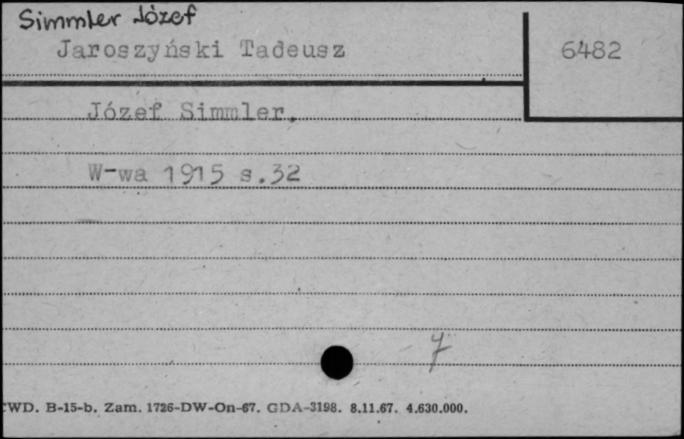 Simmler Józef
Jaroszyński Tadeusz
6482
Józef Simmler.
W-wa 1915 s.32
7
CWD. B-15-b. Zam. 1726-DW-On-67. GDA-3198. 8.11.67. 4.630.000.